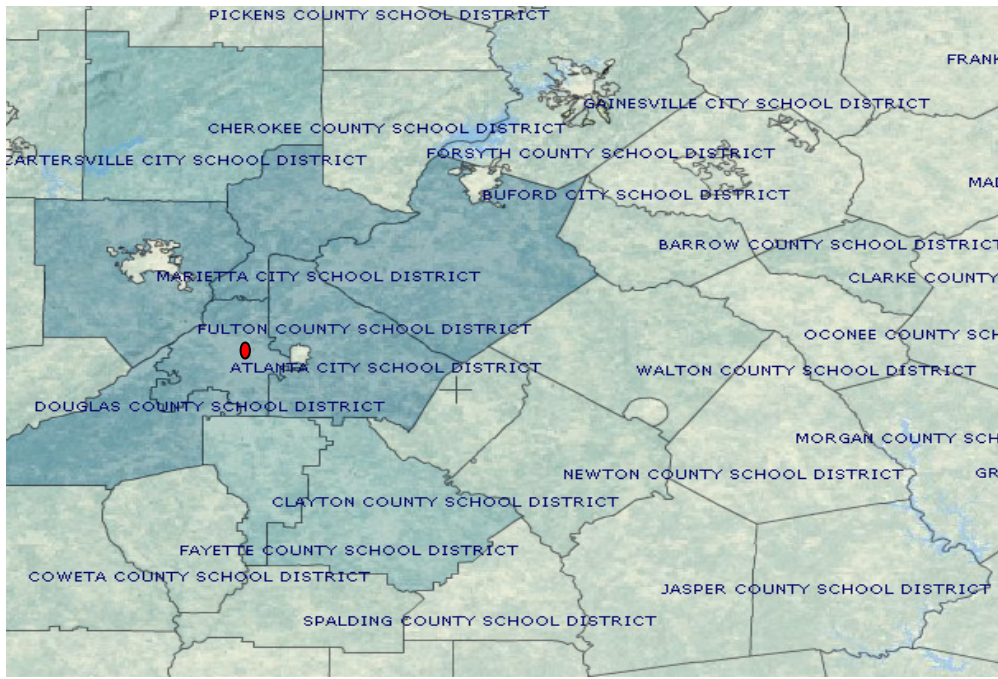 PICKENS COUNTY SCHOOL DISTRICT
FRANK
GAINESVILLE CITY SCHOOL DISTRICT
CHEROKEE COUNTY SCHOOL DISTRICT
FORSYTH COUNTY SCHOOL DISTRICT
CARTERSVILLE CITY SCHOOL DISTRICT
MAD
BUFORD CITY SCHOOL DISTRICT
BARROW COUNTY SCHOOL DISTRICT
MARIETTA CITY SCHOOL DISTRICT
CLARKE COUNTY
FULTON COUNTY SCHOOL DISTRICT
OCONEE COUNTY SCH
ATLANTA CITY SCHOOL DISTRICT
WALTON COUNTY SCHOOL DISTRICT
DOUGLAS COUNTY SCHOOL DISTRICT
MORGAN COUNTY SCH
NEWTON COUNTY SCHOOL DISTRICT
GR
CLAYTON COUNTY SCHOOL DISTRICT
FAYETTE COUNTY SCHOOL DISTRICT
COWETA COUNTY SCHOOL DISTRICT
JASPER COUNTY SCHOOL DISTRICT
SPALDING COUNTY SCHOOL DISTRICT